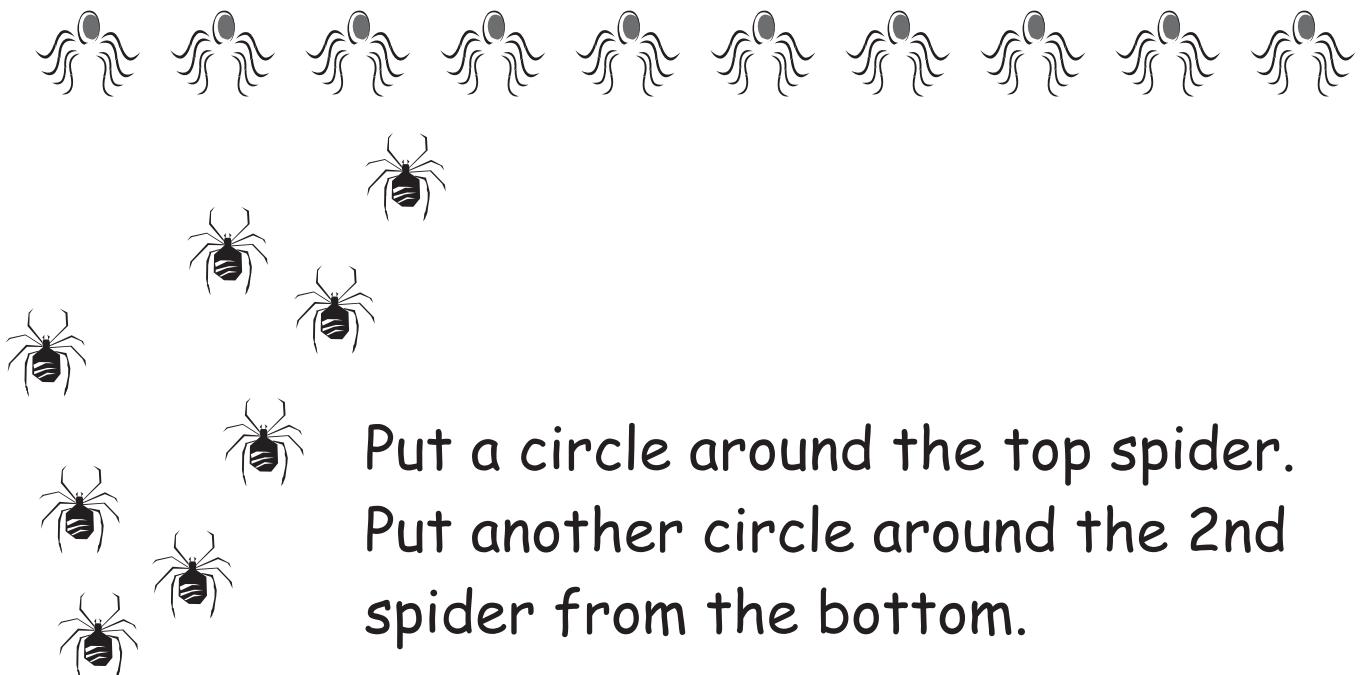 Put a circle around the top spider.
Put another circle around the 2nd
spider from the bottom.